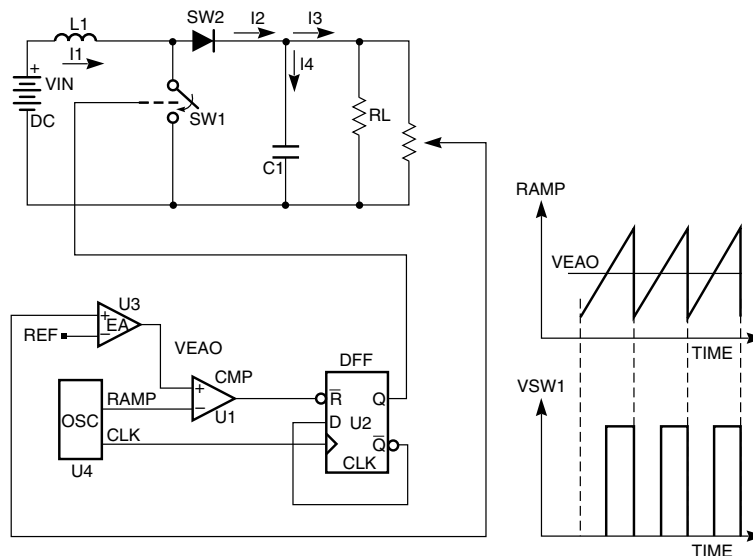 L1
SW2
I2
I3
I1
I4
+
VIN
DC
SW1
RL
C1
RAMP
VEAO
TIME
U3
+
EA
–
REF
VEAO
DFF
CMP
+
–
U1
R
Q
D
U2
Q
CLK
OSC
RAMP
CLK
U4
VSW1
TIME